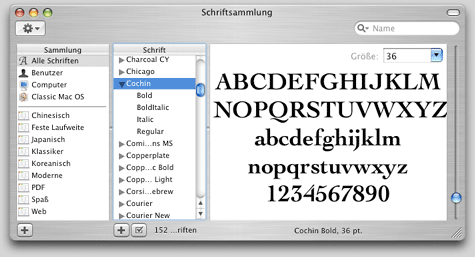 Schriftsammlung
Name
Sammlung
Alle Schriften
Benutzer
Computer
Classic Mac OS
Chinesisch
Feste Laufweite
Japanisch
Klassiker
Koreanisch
Moderne
PDF
Spaß
Web
Schrift
Charcoal CY
Chicago
Cochin
Bold
BoldItalic
Italic
Regular
Comi...ns MS
Copperplate
Copp...c Bold
Copp... Light
Corsi...ebrew
Courier
Courier New
152 ...riften
Größe: 36
ABCDEFGHIJKLM
NOPQRSTUVWXYZ
abcdefghijklm
nopqrstuvwxyz
1234567890
Cochin Bold, 36 pt.